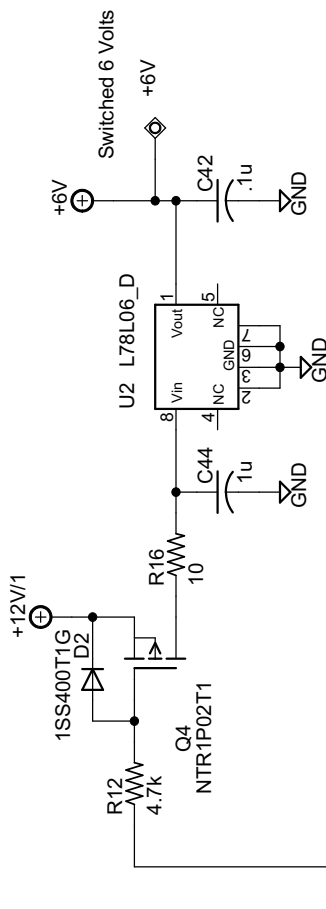 Switched 6 Volts
+6V
+6V
C42
.1u
GND
U2 L78L06_D
1
Vout
5
NC
8
Vin
4
NC
GND
2
3
6
7
GND
C44
1u
GND
R16
10
+12V/1
1SS400T1G
D2
Q4
NTR1P02T1
R12
4.7k